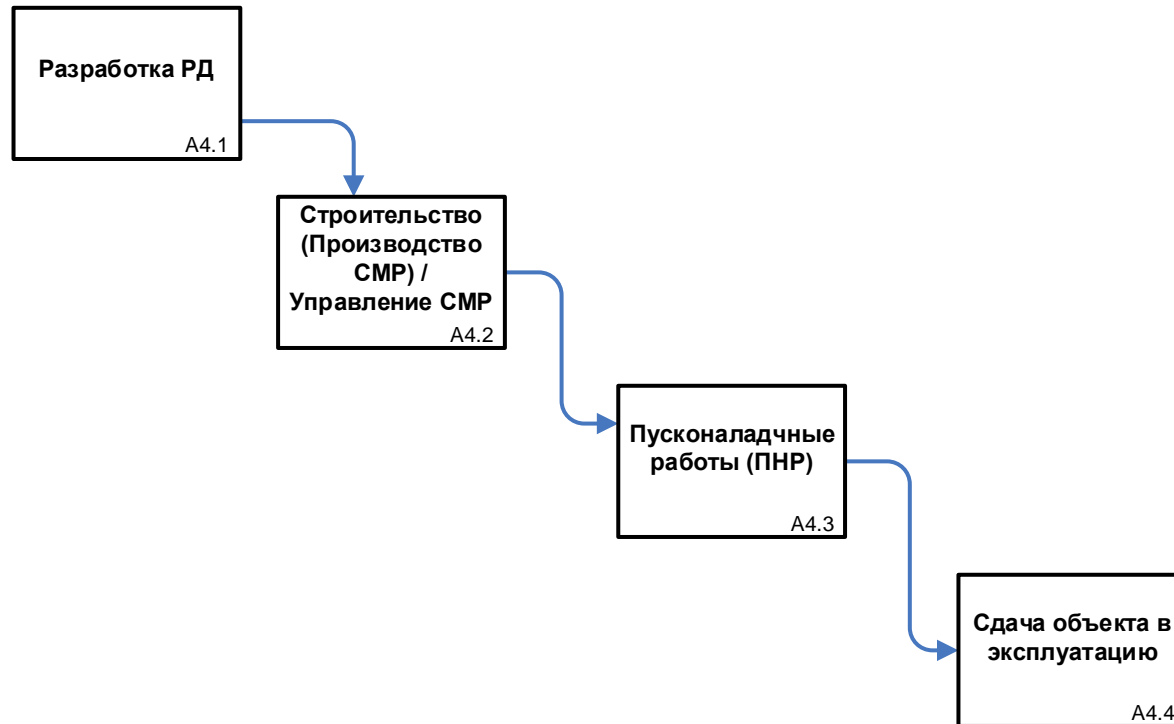 Разработка РД
A4.1
Строительство
(Производство
СМР) /
Управление СМР
A4.2
Пусконаладчные
работы (ПНР)
A4.3
Сдача объекта в
эксплуатацию
A4.4